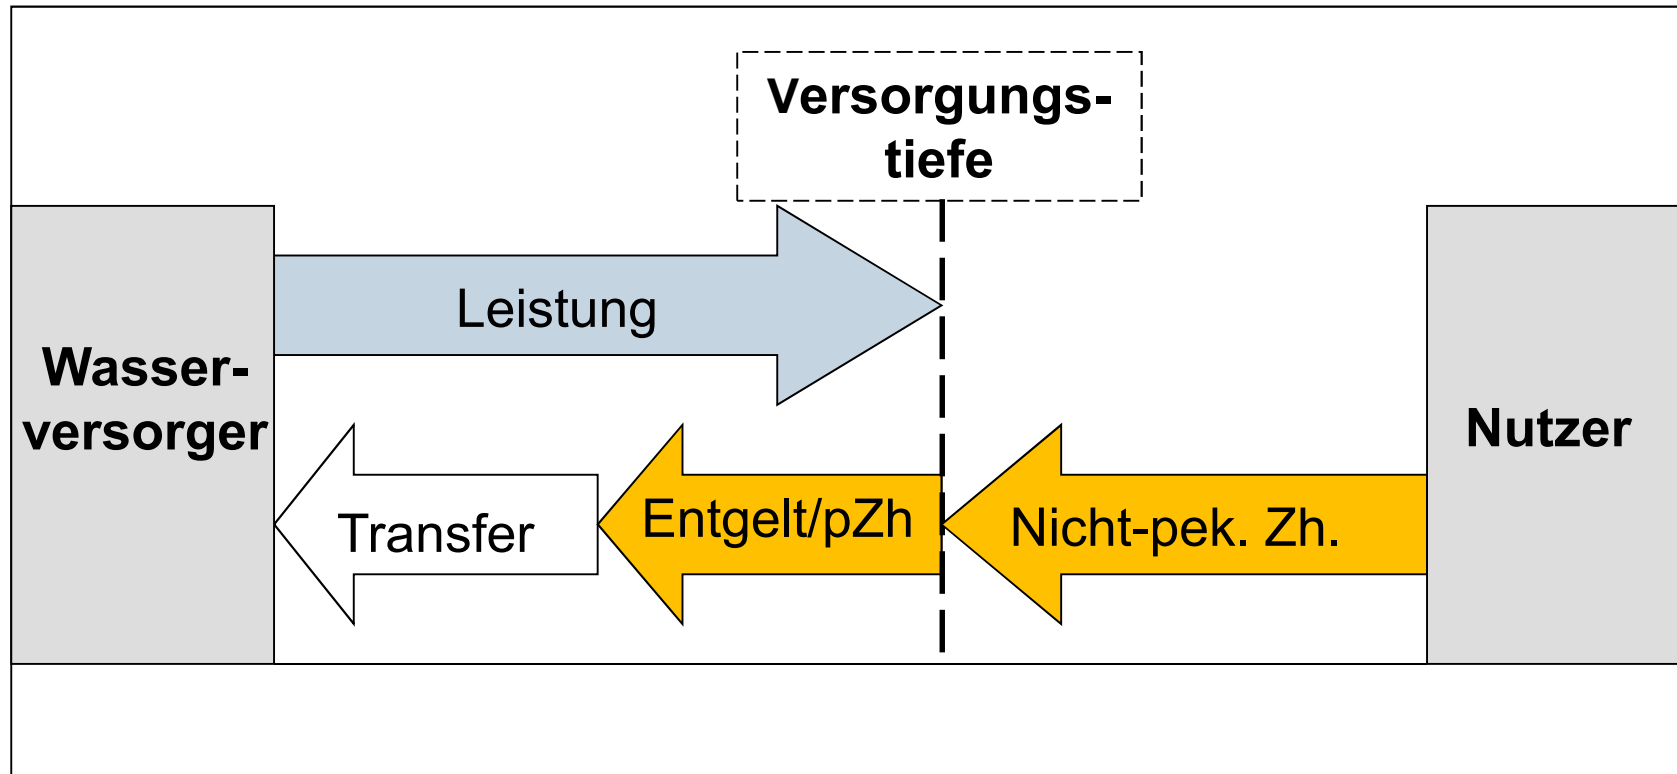 Versorgungs-
tiefe
Leistung
Wasser-
versorger
Nutzer
Transfer
Entgelt/pZh
Nicht-pek. Zh.